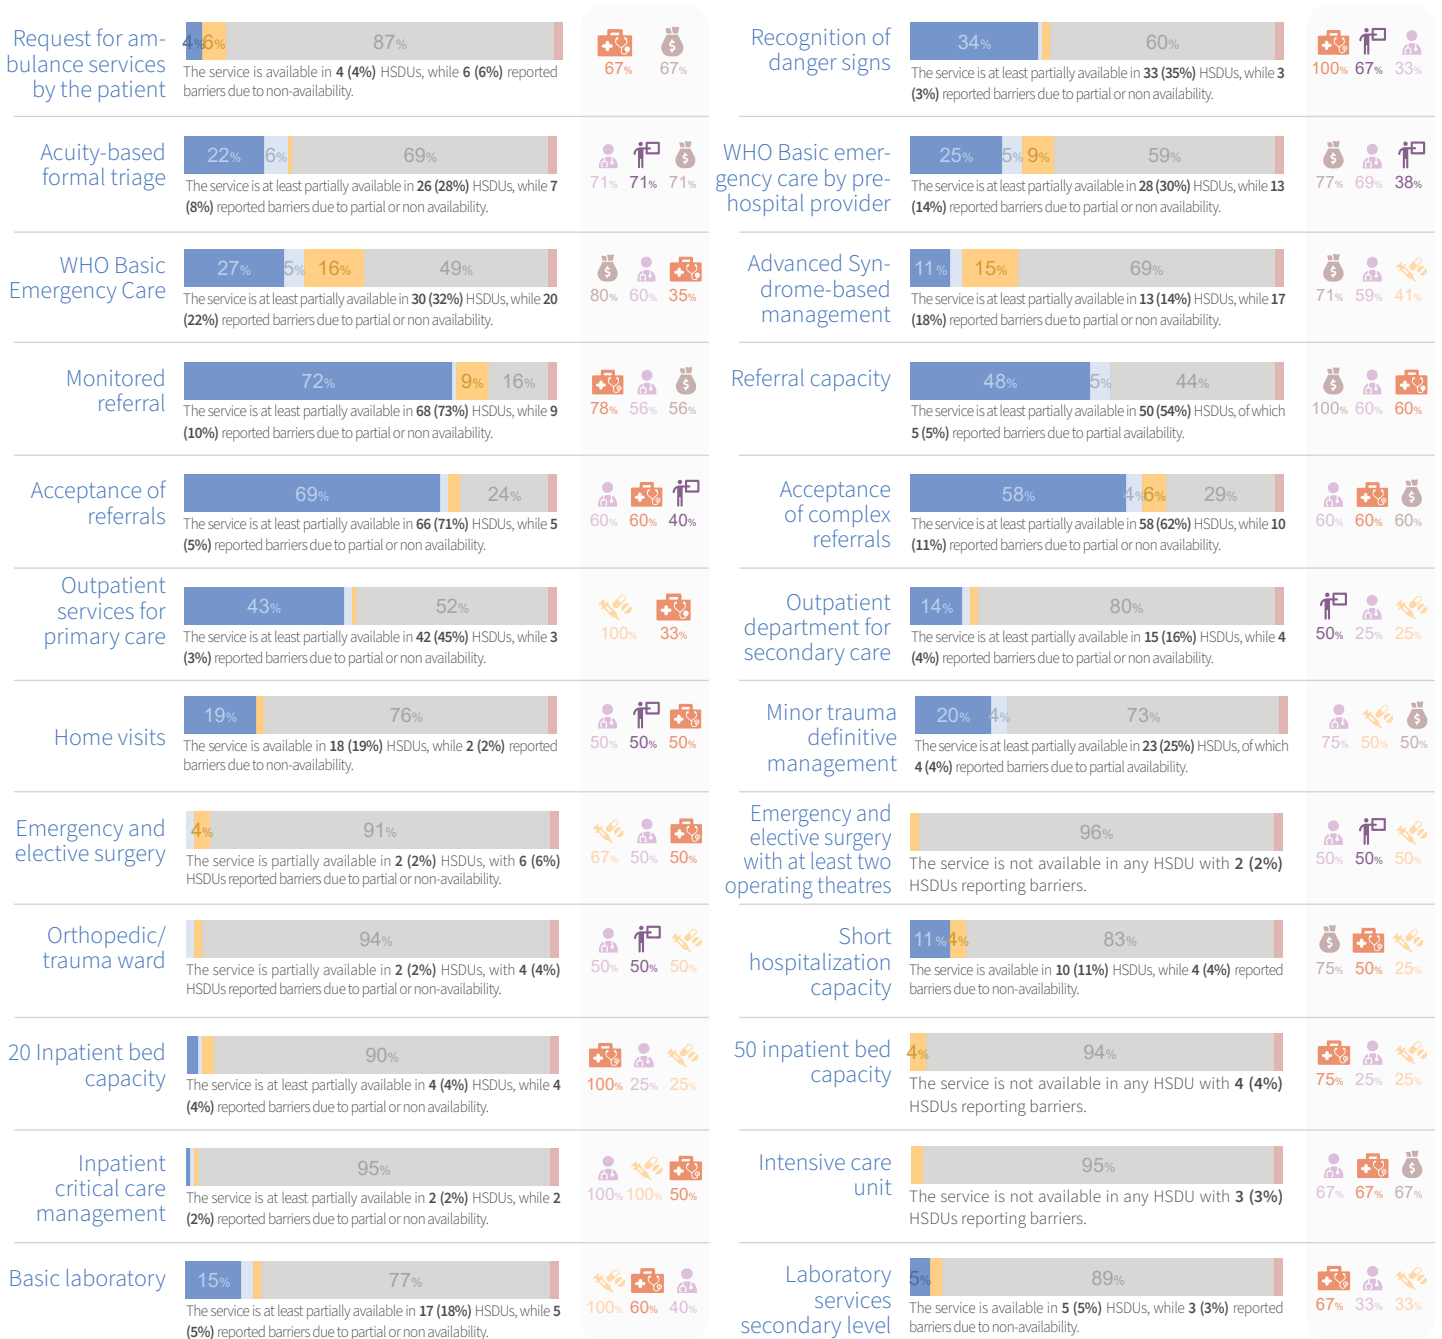 Request for am-
bulance services
by the patient
4% 6% 87%
The service is available in 4 (4%) HSDUs, while 6 (6%) reported
barriers due to non-availability.
67% 67%
Recognition of
danger signs
34% 60%
The service is at least partially available in 33 (35%) HSDUs, while 3
(3%) reported barriers due to partial or non availability.
100% 67% 33%
Acuity-based
formal triage
22% 6% 69%
The service is at least partially available in 26 (28%) HSDUs, while 7
(8%) reported barriers due to partial or non availability.
71% 71% 71%
WHO Basic emer-
gency care by pre-
hospital provider
25% 5% 9% 59%
The service is at least partially available in 28 (30%) HSDUs, while 13
(14%) reported barriers due to partial or non availability.
77% 69% 38%
WHO Basic
Emergency Care
27% 5% 16% 49%
The service is at least partially available in 30 (32%) HSDUs, while 20
(22%) reported barriers due to partial or non availability.
80% 60% 35%
Advanced Syn-
drome-based
management
11% 15% 69%
The service is at least partially available in 13 (14%) HSDUs, while 17
(18%) reported barriers due to partial or non availability.
71% 59% 41%
Monitored
referral
72% 9% 16%
The service is at least partially available in 68 (73%) HSDUs, while 9
(10%) reported barriers due to partial or non availability.
78% 56% 56%
Referral capacity
48% 5% 44%
The service is at least partially available in 50 (54%) HSDUs, of which
5 (5%) reported barriers due to partial availability.
100% 60% 60%
Acceptance of
referrals
69% 24%
The service is at least partially available in 66 (71%) HSDUs, while 5
(5%) reported barriers due to partial or non availability.
60% 60% 40%
Acceptance
of complex
referrals
58% 4% 6% 29%
The service is at least partially available in 58 (62%) HSDUs, while 10
(11%) reported barriers due to partial or non availability.
60% 60% 60%
Outpatient
services for
primary care
43% 52%
The service is at least partially available in 42 (45%) HSDUs, while 3
(3%) reported barriers due to partial or non availability.
100% 33%
Outpatient
department for
secondary care
14% 80%
The service is at least partially available in 15 (16%) HSDUs, while 4
(4%) reported barriers due to partial or non availability.
50% 25% 25%
Home visits
19% 76%
The service is available in 18 (19%) HSDUs, while 2 (2%) reported
barriers due to non-availability.
50% 50% 50%
Minor trauma
definitive
management
20% 4% 73%
The service is at least partially available in 23 (25%) HSDUs, of which
4 (4%) reported barriers due to partial availability.
75% 50% 50%
Emergency and
elective surgery
4% 91%
The service is partially available in 2 (2%) HSDUs, with 6 (6%)
HSDUs reported barriers due to partial or non-availability.
67% 50% 50%
Emergency and
elective surgery
with at least two
operating theatres
96%
The service is not available in any HSDU with 2 (2%)
HSDUs reporting barriers.
50% 50% 50%
Orthopedic/
trauma ward
94%
The service is partially available in 2 (2%) HSDUs, with 4 (4%)
HSDUs reported barriers due to partial or non-availability.
50% 50% 50%
Short
hospitalization
capacity
11% 4% 83%
The service is available in 10 (11%) HSDUs, while 4 (4%) reported
barriers due to non-availability.
75% 50% 25%
20 Inpatient bed
capacity
90%
The service is at least partially available in 4 (4%) HSDUs, while 4
(4%) reported barriers due to partial or non availability.
100% 25% 25%
50 inpatient bed
capacity
4% 94%
The service is not available in any HSDU with 4 (4%)
HSDUs reporting barriers.
75% 25% 25%
Inpatient
critical care
management
95%
The service is at least partially available in 2 (2%) HSDUs, while 2
(2%) reported barriers due to partial or non availability.
100% 100% 50%
Intensive care
unit
95%
The service is not available in any HSDU with 3 (3%)
HSDUs reporting barriers.
67% 67% 67%
Basic laboratory
15% 77%
The service is at least partially available in 17 (18%) HSDUs, while 5
(5%) reported barriers due to partial or non availability.
100% 60% 40%
Laboratory
services
secondary level
5% 89%
The service is available in 5 (5%) HSDUs, while 3 (3%) reported
barriers due to non-availability.
67% 33% 33%